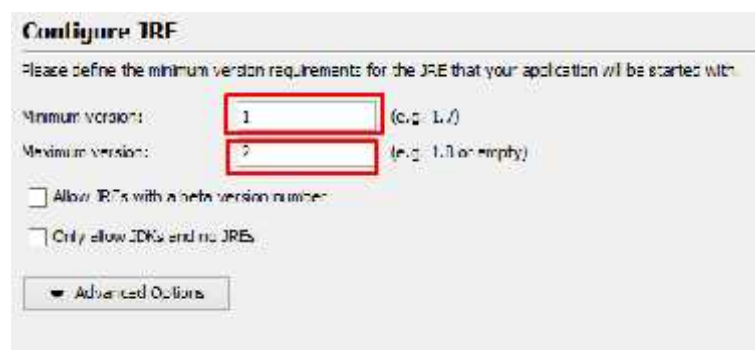 Configure JRE
Please define the minimum version requirements for the JRE that your application will be started with.
Minimum version: 1 (e.g. 1.7)
Maximum version: 2 (e.g. 1.8 or empty)
Allow JREs with a beta version number
Only allow JDKs and no JREs
Advanced Options